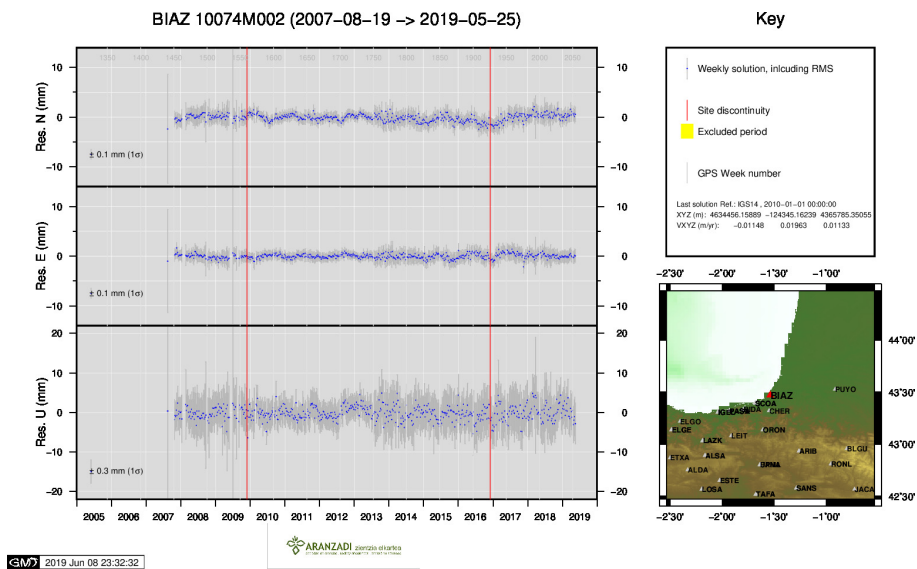 BIAZ 10074M002 (2007-08-19 -> 2019-05-25)
Key
1350 1400 1450 1500 1550 1600 1650 1700 1750 1800 1850 1900 1950 2000 2050
Res. N (mm)
10 10
0 0
-10 -10
± 0.1 mm (1σ)
Res. E (mm)
10 10
0 0
-10 -10
± 0.1 mm (1σ)
Res. U (mm)
20 20
10 10
0 0
-10 -10
-20 -20
± 0.3 mm (1σ)
2005 2006 2007 2008 2009 2010 2011 2012 2013 2014 2015 2016 2017 2018 2019
Weekly solution, inlcuding RMS
Site discontinuity
Excluded period
GPS Week number
Last solution Ref.: IGS14 , 2010-01-01 00:00:00
XYZ (m): 4634456.15889 -124345.16239 4365785.35055
VXYZ (m/yr): -0.01148 0.01963 0.01133
-2°30' -2°00' -1°30' -1°00'
44°00'
43°30'
43°00'
42°30'
PUYO
BIAZ
SCOA
CHER
ELGO
ELGE
LEIT
ORON
LAZK
ETXA
ALSA
ARIB
BLGU
ALDA
RONL
ESTE
LOSA
TAFA
SANS
JACA
-2°30' -2°00' -1°30' -1°00'
ARANZADI zientzia elkartea
GMT 2019 Jun 08 23:32:32